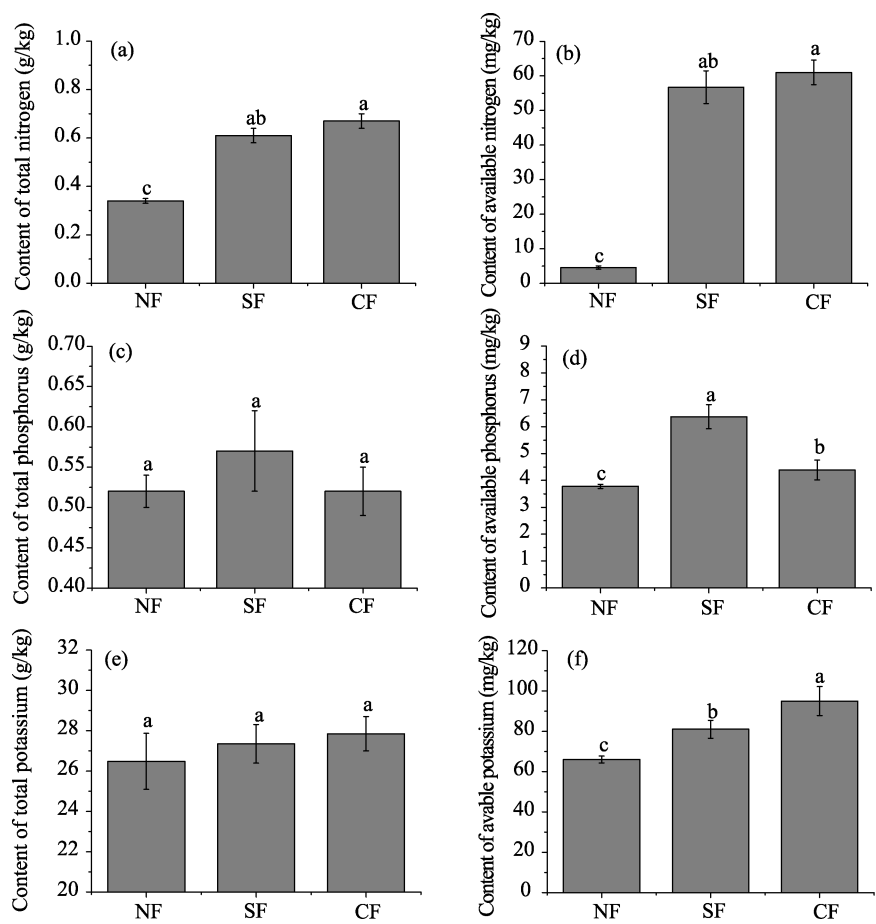 Content of total nitrogen (g/kg)
1.0
0.8
0.6
0.4
0.2
0.0
(a)
c
ab
a
NF
SF
CF
Content of available nitrogen (mg/kg)
70
60
50
40
30
20
10
0
(b)
c
ab
a
NF
SF
CF
Content of total phosphorus (g/kg)
0.70
0.65
0.60
0.55
0.50
0.45
0.40
(c)
a
a
a
NF
SF
CF
Content of available phosphorus (mg/kg)
9
8
7
6
5
4
3
2
1
0
(d)
c
a
b
NF
SF
CF
Content of total potassium (g/kg)
32
30
28
26
24
22
20
(e)
a
a
a
NF
SF
CF
Content of avable potassium (mg/kg)
120
100
80
60
40
20
0
(f)
c
b
a
NF
SF
CF